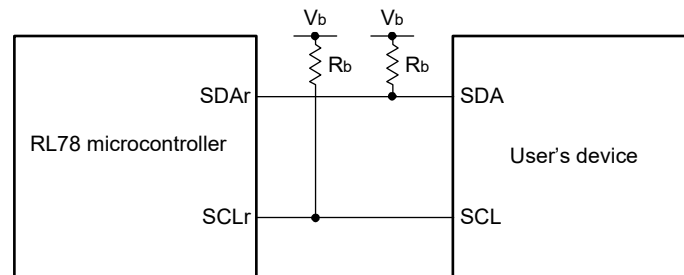 Vb Vb
Rb Rb
SDAr SDA
RL78 microcontroller User’s device
SCLr SCL